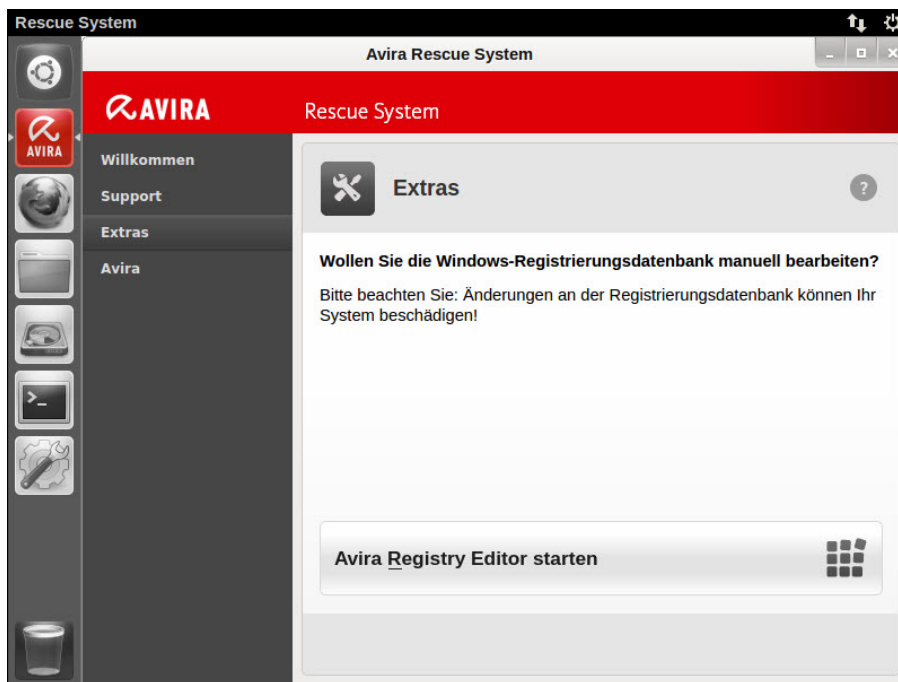 Rescue System
Avira Rescue System
AVIRA
Rescue System
AVIRA
Willkommen
Support
Extras
Avira
Extras
?
Wollen Sie die Windows-Registrierungsdatenbank manuell bearbeiten?
Bitte beachten Sie: Änderungen an der Registrierungsdatenbank können Ihr
System beschädigen!
>_
Avira Registry Editor starten